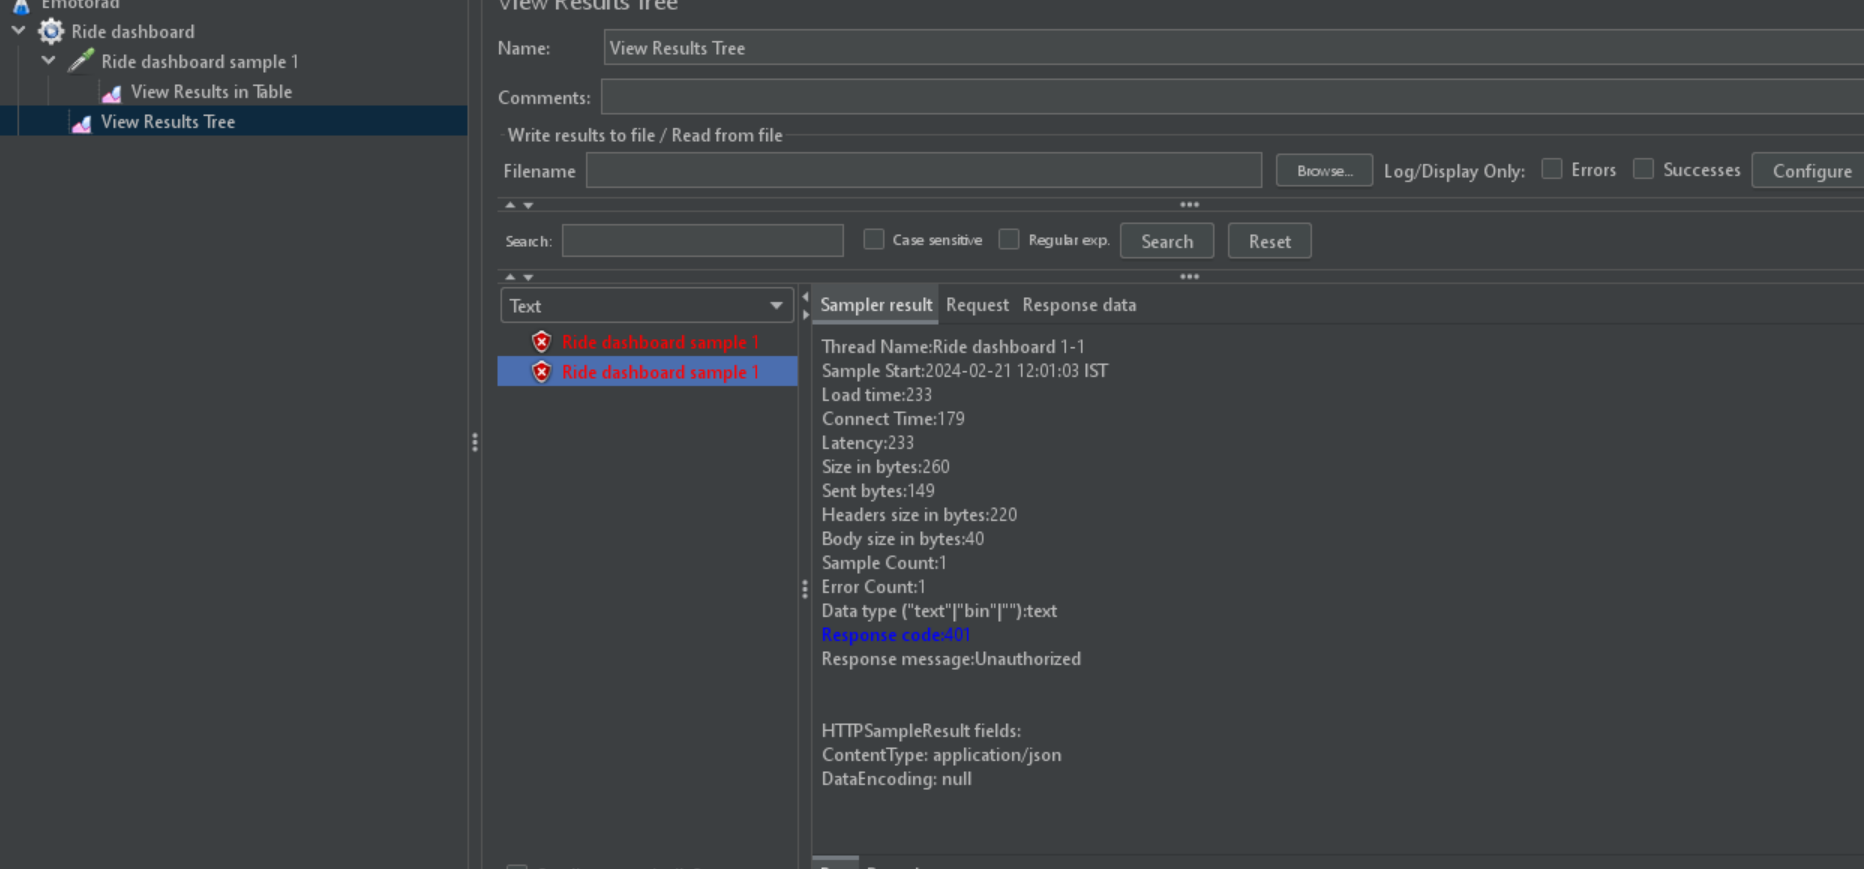 Emotorad
Ride dashboard
Ride dashboard sample 1
View Results in Table
View Results Tree
View Results Tree
Name: View Results Tree
Comments:
Write results to file / Read from file
Filename Browse... Log/Display Only: Errors Successes Configure
Search: Case sensitive Regular exp. Search Reset
Text
Ride dashboard sample 1
Ride dashboard sample 1
Sampler result Request Response data
Thread Name:Ride dashboard 1-1
Sample Start:2024-02-21 12:01:03 IST
Load time:233
Connect Time:179
Latency:233
Size in bytes:260
Sent bytes:149
Headers size in bytes:220
Body size in bytes:40
Sample Count:1
Error Count:1
Data type ("text"|"bin"|""):text
Response code:401
Response message:Unauthorized
HTTPSampleResult fields:
ContentType: application/json
DataEncoding: null